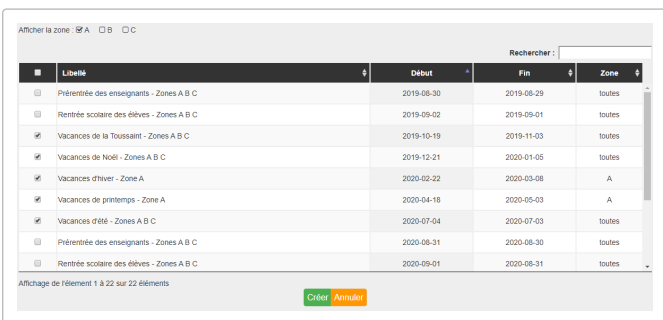 Afficher la zone : A B C
Rechercher :
Libellé Début Fin Zone
Prérentrée des enseignants - Zones A B C 2019-08-30 2019-08-29 toutes
Rentrée scolaire des élèves - Zones A B C 2019-09-02 2019-09-01 toutes
Vacances de la Toussaint - Zones A B C 2019-10-19 2019-11-03 toutes
Vacances de Noël - Zones A B C 2019-12-21 2020-01-05 toutes
Vacances d'hiver - Zone A 2020-02-22 2020-03-08 A
Vacances de printemps - Zone A 2020-04-18 2020-05-03 A
Vacances d'été - Zones A B C 2020-07-04 2020-07-03 toutes
Prérentrée des enseignants - Zones A B C 2020-08-31 2020-08-30 toutes
Rentrée scolaire des élèves - Zones A B C 2020-09-01 2020-08-31 toutes
Affichage de l'élement 1 à 22 sur 22 éléments
Créer Annuler